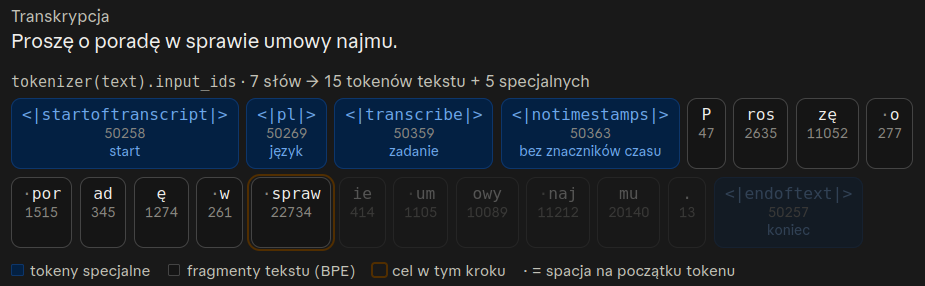 Transkrypcja
Proszę o poradę w sprawie umowy najmu.
tokenizer(text).input_ids · 7 słów → 15 tokenów tekstu + 5 specjalnych
<|startoftranscript|> <|pl|> <|transcribe|> <|notimestamps|> P ros zę ·o
50258 50269 50359 50363 47 2635 11052 277
start język zadanie bez znaczników czasu
·por ad ę ·w ·spraw ie ·um owy ·naj mu . <|endoftext|>
1515 345 1274 261 22734 414 1105 10089 11212 20140 13 50257
koniec
tokeny specjalne fragmenty tekstu (BPE) cel w tym kroku · = spacja na początku tokenu